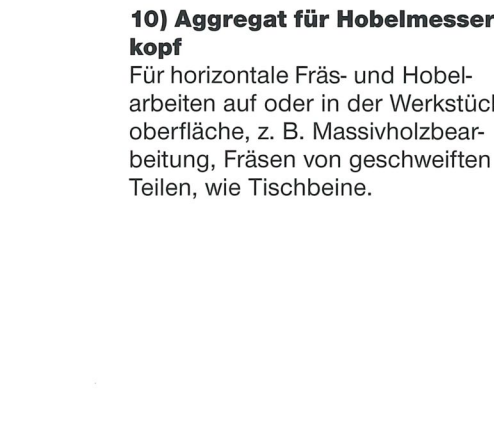 10) Aggregat für Hobelmesser
kopf
Für horizontale Fräs- und Hobel-
arbeiten auf oder in der Werkstück
oberfläche, z. B. Massivholzbear-
beitung, Fräsen von geschweiften
Teilen, wie Tischbeine.